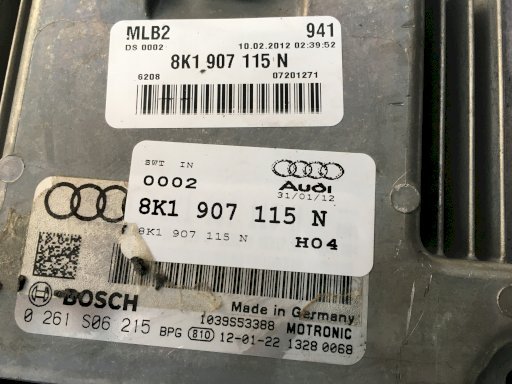 MLB2 941
DS 0002 10.02.2012 02:39:52
8K1 907 115 N
6208 07201271
BWT IN
0002 Audi
31/01/12
8K1 907 115 N
8K1 907 115 N H04
BOSCH Made in Germany
1039S53388 MOTRONIC
0 261 S06 215 BPG 810 12-01-22 1328 0068